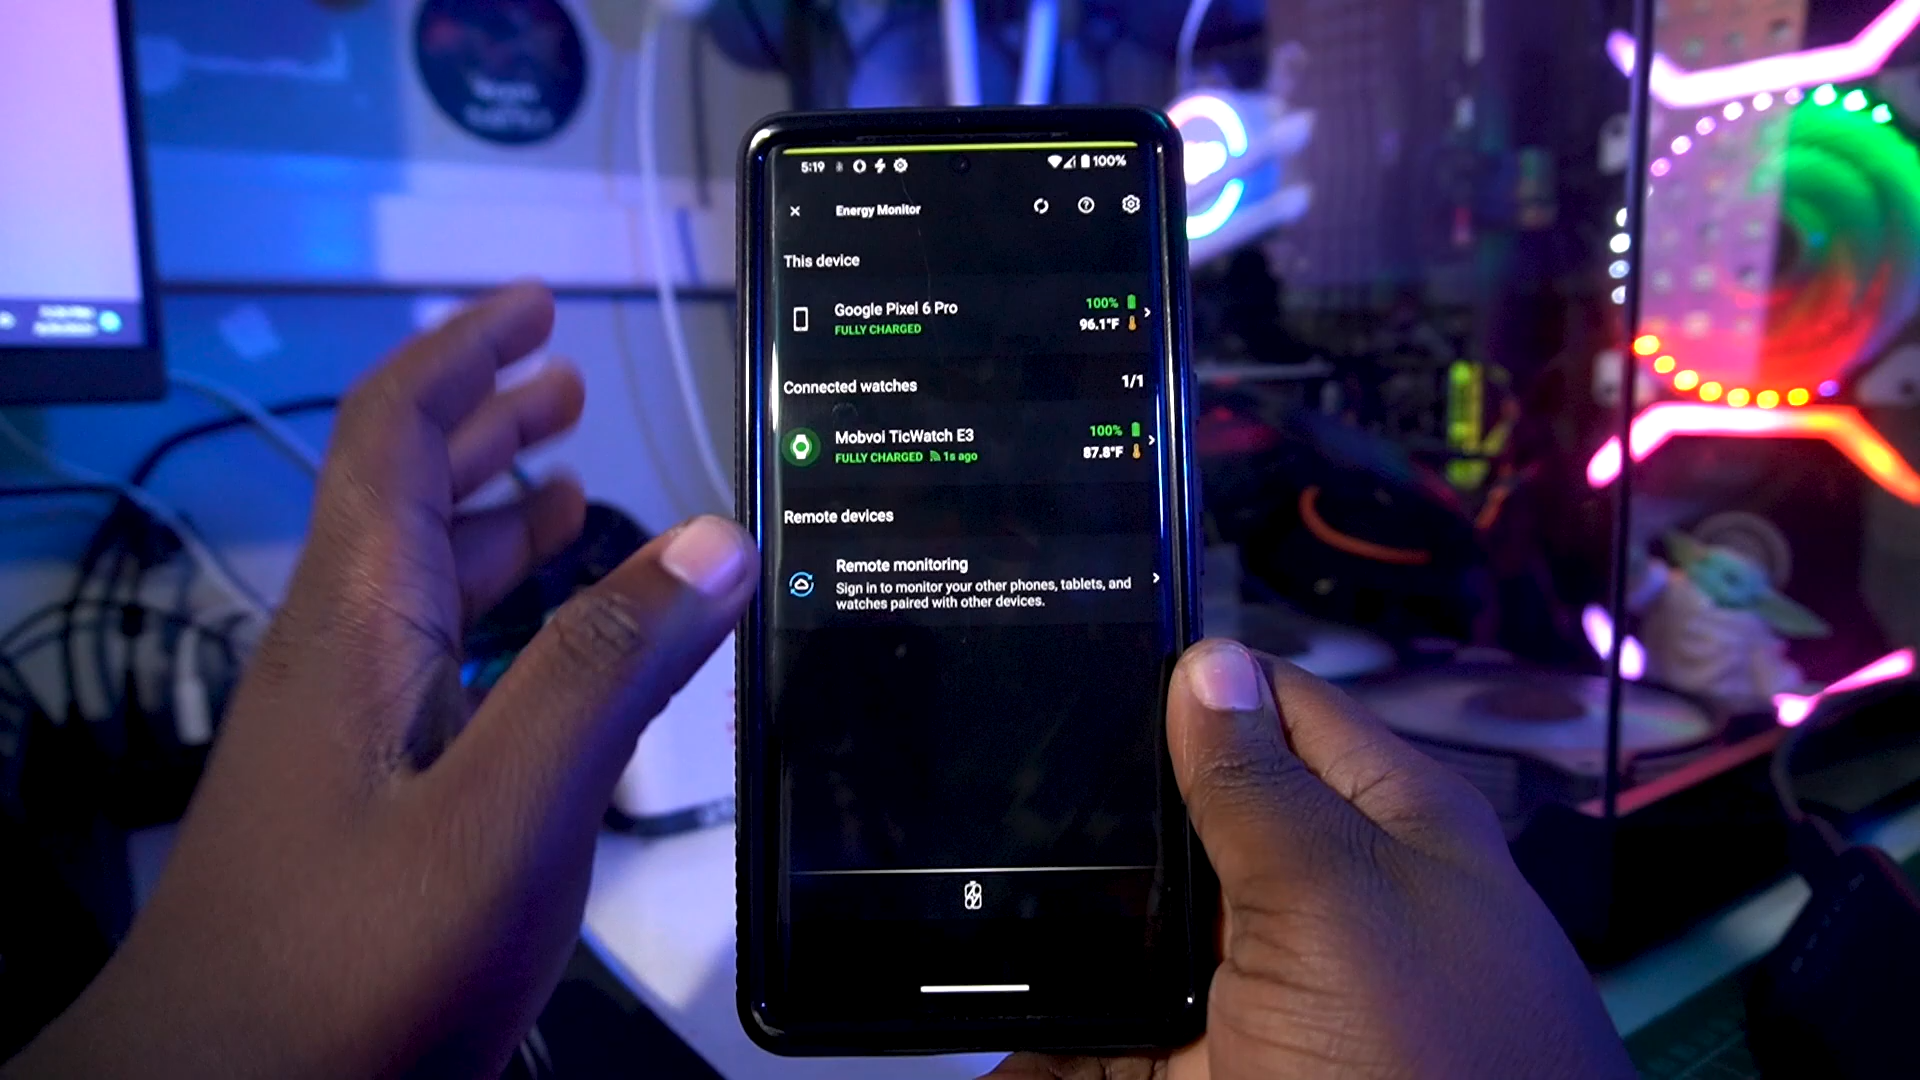 5:19
100%
Energy Monitor
This device
Google Pixel 6 Pro
100%
FULLY CHARGED
96.1°F
Connected watches
1/1
Mobvoi TicWatch E3
100%
FULLY CHARGED 1s ago
87.8°F
Remote devices
Remote monitoring
Sign in to monitor your other phones, tablets, and
watches paired with other devices.